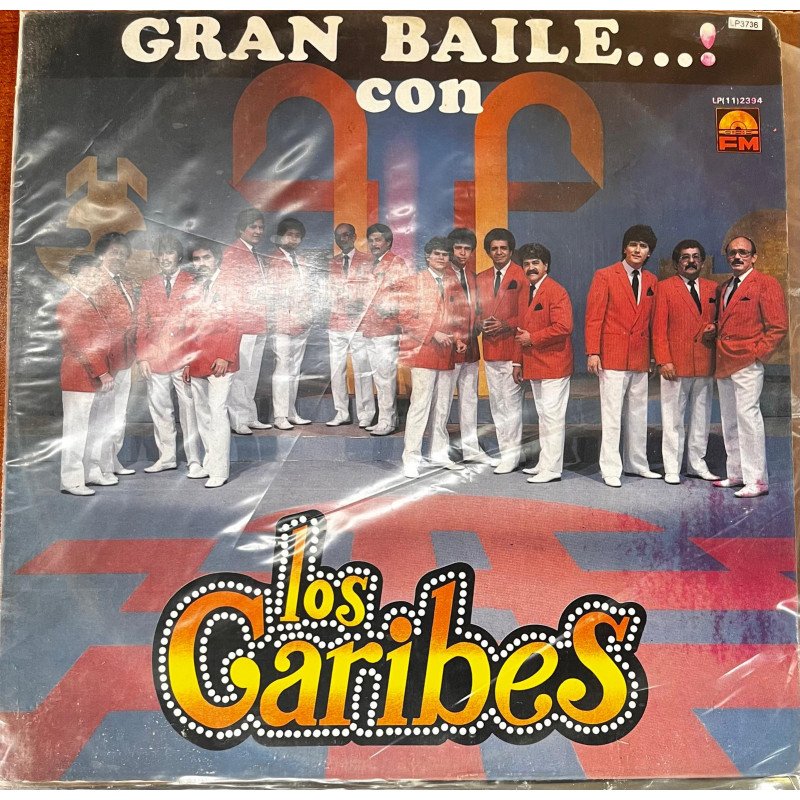 GRAN BAILE...!
LP3736
con
LP(11)2394
FM
los
Caribes